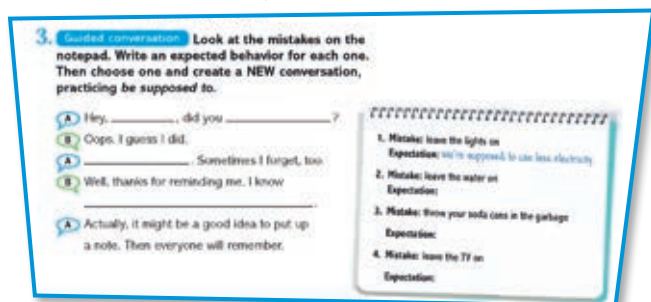 3. Guided conversation Look at the mistakes on the
notepad. Write an expected behavior for each one.
Then choose one and create a NEW conversation,
practicing be supposed to.
A Hey, ________, did you ______________?
B Oops. I guess I did.
A ______________. Sometimes I forget, too.
B Well, thanks for reminding me. I know
______________________________.
A Actually, it might be a good idea to put up
a note. Then everyone will remember.
1. Mistake: leave the lights on
Expectation: we're supposed to use less electricity
2. Mistake: leave the water on
Expectation:
3. Mistake: throw your soda cans in the garbage
Expectation:
4. Mistake: leave the TV on
Expectation: